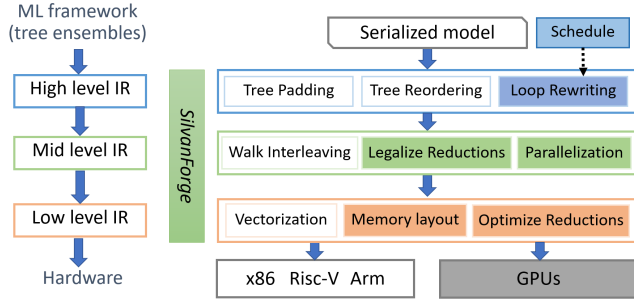 ML framework
(tree ensembles)
High level IR
Mid level IR
Low level IR
Hardware
SilvanForge
Serialized model
Schedule
Tree Padding
Tree Reordering
Loop Rewriting
Walk Interleaving
Legalize Reductions
Parallelization
Vectorization
Memory layout
Optimize Reductions
x86 Risc-V Arm
GPUs